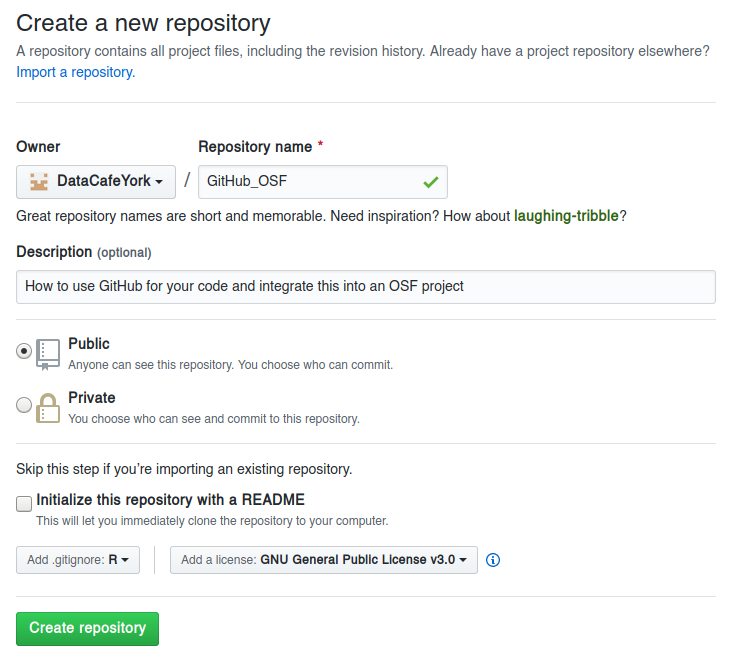 Create a new repository
A repository contains all project files, including the revision history. Already have a project repository elsewhere?
Import a repository.
Owner
Repository name *
DataCafeYork / GitHub_OSF
Great repository names are short and memorable. Need inspiration? How about laughing-tribble?
Description (optional)
How to use GitHub for your code and integrate this into an OSF project
Public
Anyone can see this repository. You choose who can commit.
Private
You choose who can see and commit to this repository.
Skip this step if you’re importing an existing repository.
Initialize this repository with a README
This will let you immediately clone the repository to your computer.
Add .gitignore: R
Add a license: GNU General Public License v3.0
Create repository